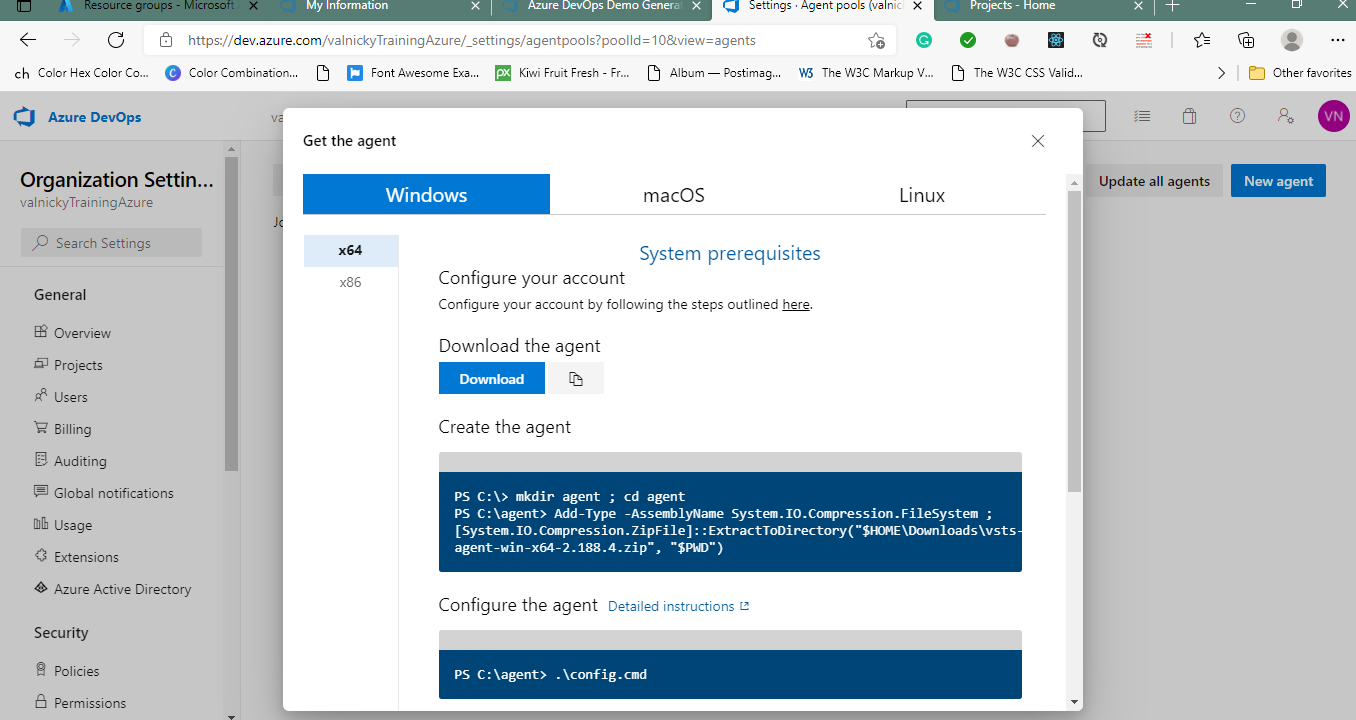 Resource groups - Microsoft
My Information
Azure DevOps Demo Genera
Settings · Agent pools (valnic
Projects - Home
https://dev.azure.com/valnickyTrainingAzure/_settings/agentpools?poolId=10&view=agents
ch
Color Hex Color Co...
Color Combination...
Font Awesome Exa...
Kiwi Fruit Fresh - Fr...
Album — Postimag...
The W3C Markup V...
The W3C CSS Valid...
Other favorites
Azure DevOps
va
VN
Get the agent
Organization Settin...
valnickyTrainingAzure
Search Settings
Update all agents
New agent
Jo
Windows
macOS
Linux
x64
x86
System prerequisites
Configure your account
Configure your account by following the steps outlined here.
Download the agent
Download
Create the agent
PS C:\> mkdir agent ; cd agent
PS C:\agent> Add-Type -AssemblyName System.IO.Compression.FileSystem ;
[System.IO.Compression.ZipFile]::ExtractToDirectory("$HOME\Downloads\vsts-
agent-win-x64-2.188.4.zip", "$PWD")
Configure the agent
Detailed instructions
PS C:\agent> .\config.cmd
General
Overview
Projects
Users
Billing
Auditing
Global notifications
Usage
Extensions
Azure Active Directory
Security
Policies
Permissions